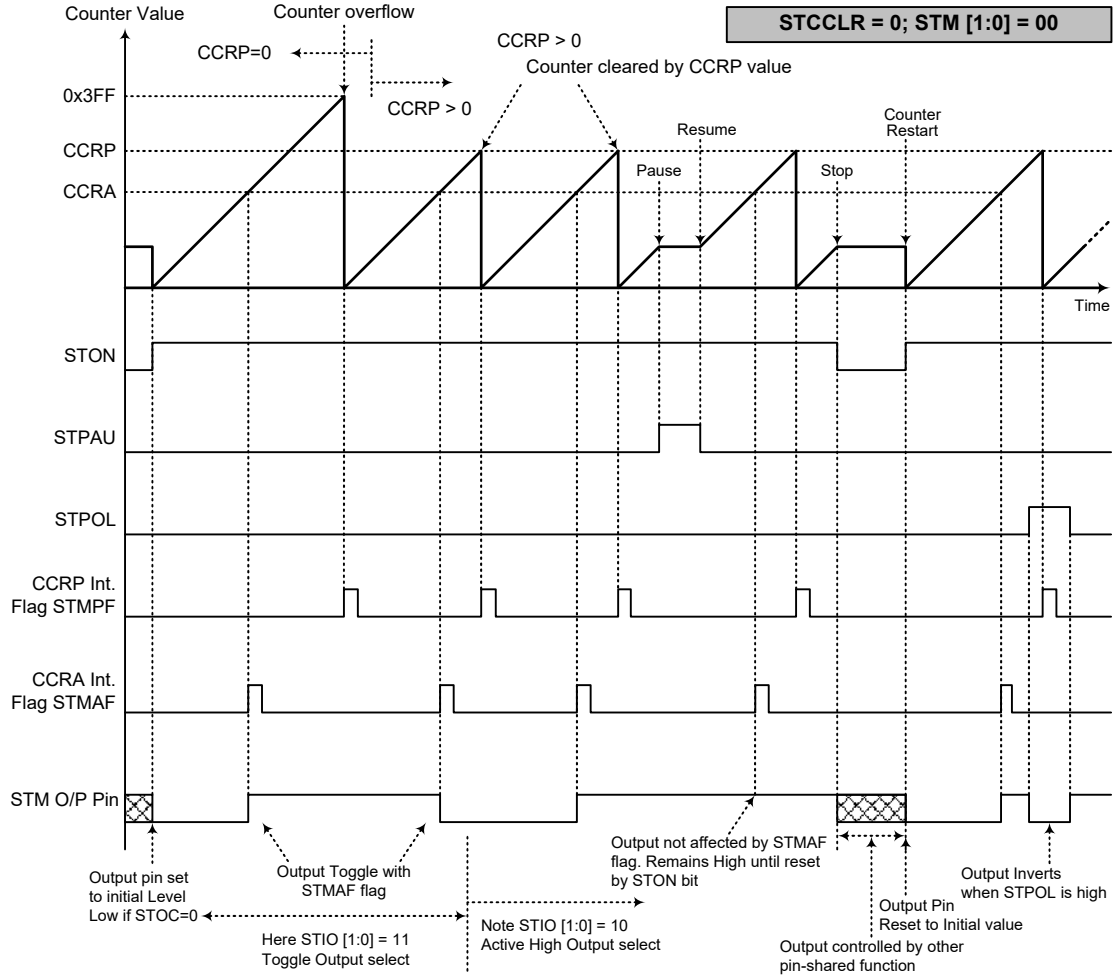 Counter Value
Counter overflow
STCCLR = 0; STM [1:0] = 00
CCRP=0
CCRP > 0
CCRP > 0
Counter cleared by CCRP value
0x3FF
CCRP
CCRA
Pause
Resume
Stop
Counter
Restart
Time
STON
STPAU
STPOL
CCRP Int.
Flag STMPF
CCRA Int.
Flag STMAF
STM O/P Pin
Output pin set
to initial Level
Low if STOC=0
Output Toggle with
STMAF flag
Output not affected by STMAF
flag. Remains High until reset
by STON bit
Output Inverts
when STPOL is high
Output Pin
Reset to Initial value
Here STIO [1:0] = 11
Toggle Output select
Note STIO [1:0] = 10
Active High Output select
Output controlled by other
pin-shared function